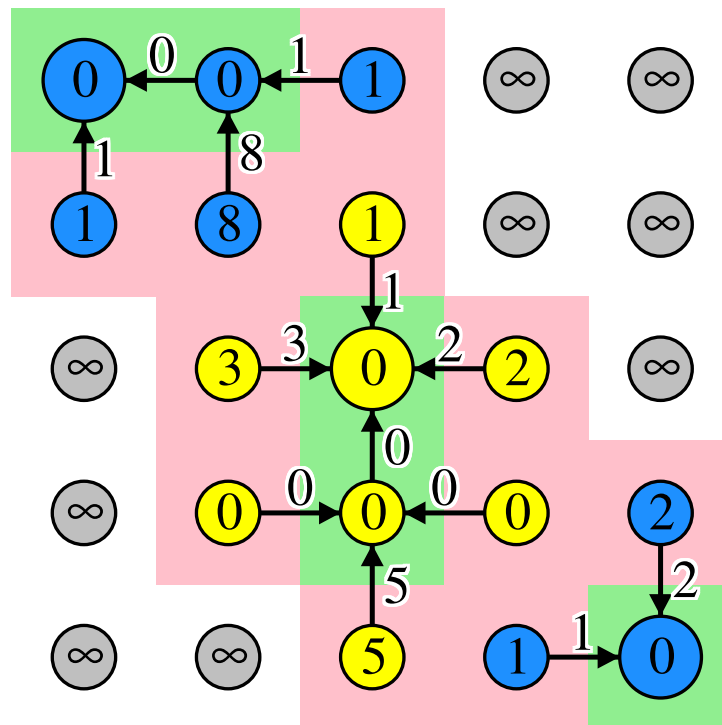 0 0 0 1 1 ∞ ∞
1 8
1 8 1 ∞ ∞
1
∞ 3 3 0 2 2 ∞
0
∞ 0 0 0 0 0 2
5 2
∞ ∞ 5 1 1 0